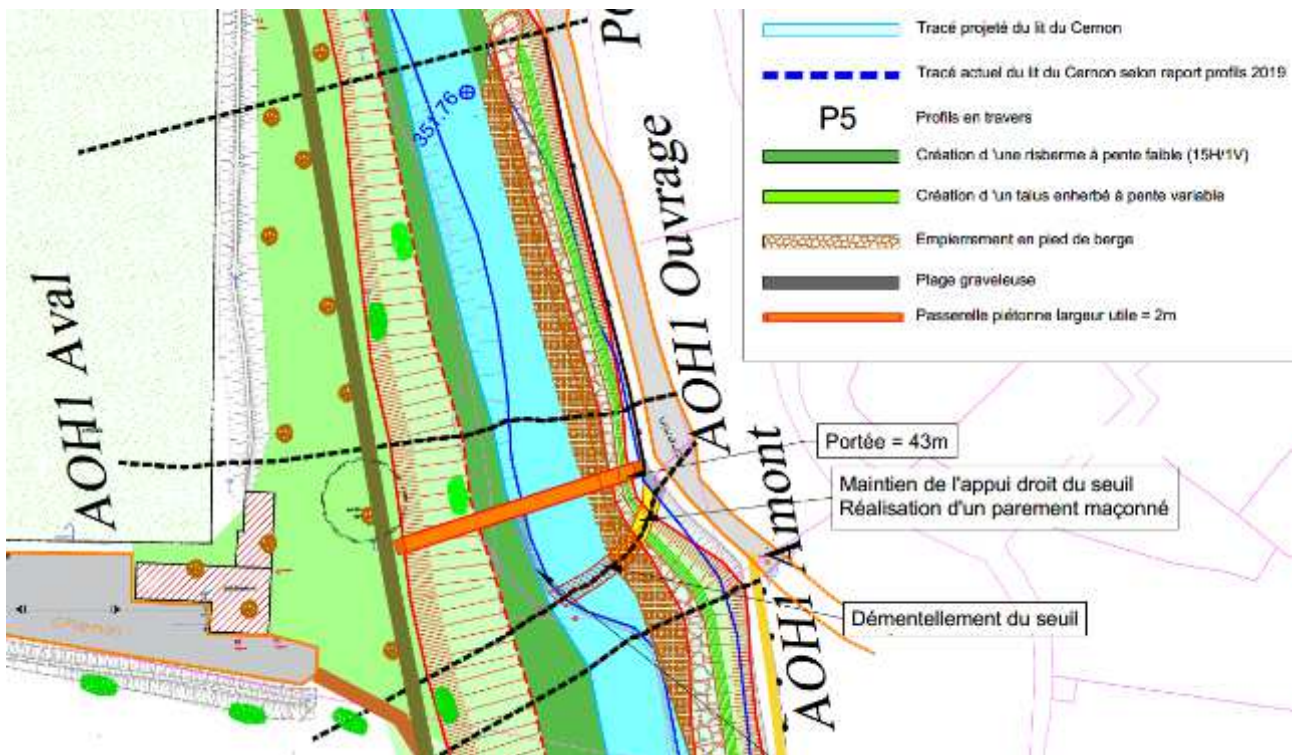 Tracé projeté du lit du Cernon
Tracé actuel du lit du Cernon selon report profils 2019
P5
Profils en travers
Création d 'une risberme à pente faible (15H/1V)
Création d 'un talus enherbé à pente variable
Empierrement en pied de berge
Plage graveleuse
Passerelle piétonne largeur utile = 2m
351.76
AOH1 Ouvrage
AOH1 Aval
AOH1 Amont
Portée = 43m
Maintien de l'appui droit du seuil
Réalisation d'un parement maçonné
Démentellement du seuil